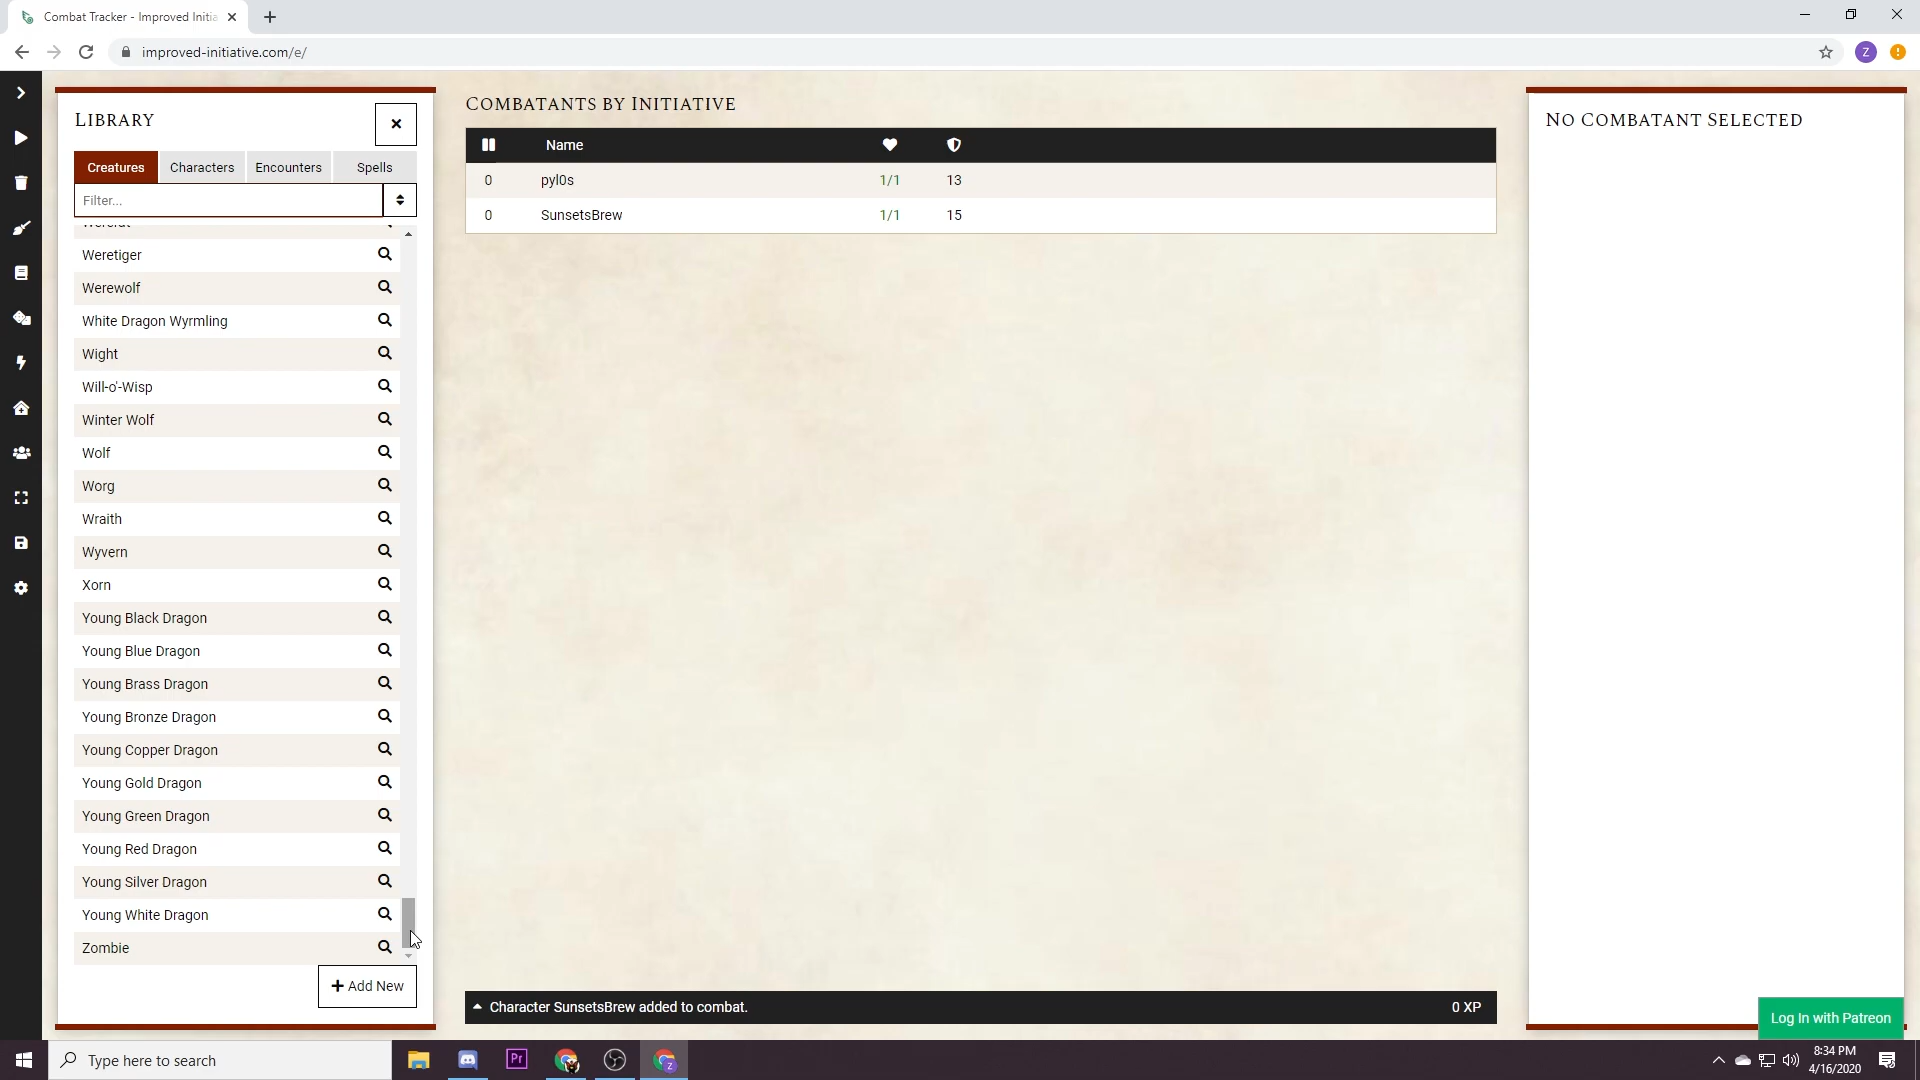 Combat Tracker - Improved Initia
improved-initiative.com/e/
Z
LIBRARY
Creatures Characters Encounters Spells
Filter...
Wererat
Weretiger
Werewolf
White Dragon Wyrmling
Wight
Will-o'-Wisp
Winter Wolf
Wolf
Worg
Wraith
Wyvern
Xorn
Young Black Dragon
Young Blue Dragon
Young Brass Dragon
Young Bronze Dragon
Young Copper Dragon
Young Gold Dragon
Young Green Dragon
Young Red Dragon
Young Silver Dragon
Young White Dragon
Zombie
Add New
COMBATANTS BY INITIATIVE
Name
0 pyl0s 1/1 13
0 SunsetsBrew 1/1 15
Character SunsetsBrew added to combat. 0 XP
NO COMBATANT SELECTED
Log In with Patreon
Type here to search
Pr
Z
8:34 PM
4/16/2020